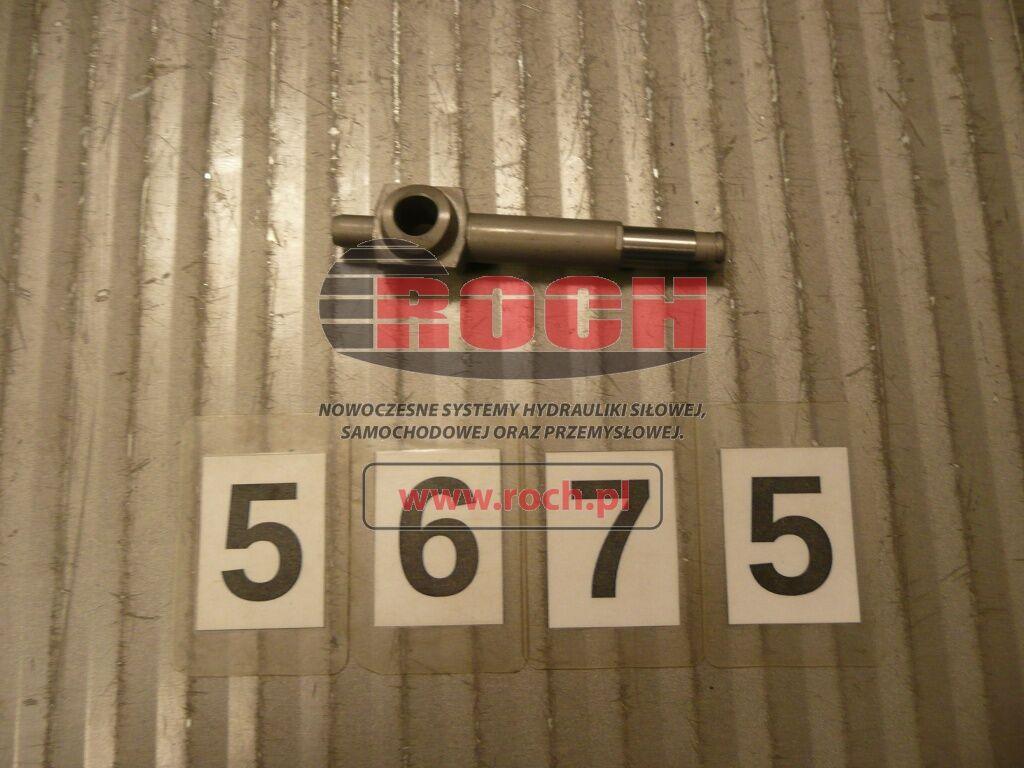 ROCH
NOWOCZESNE SYSTEMY HYDRAULIKI SIŁOWEJ,
SAMOCHODOWEJ ORAZ PRZEMYSŁOWEJ.
www.roch.pl
5 6 7 5